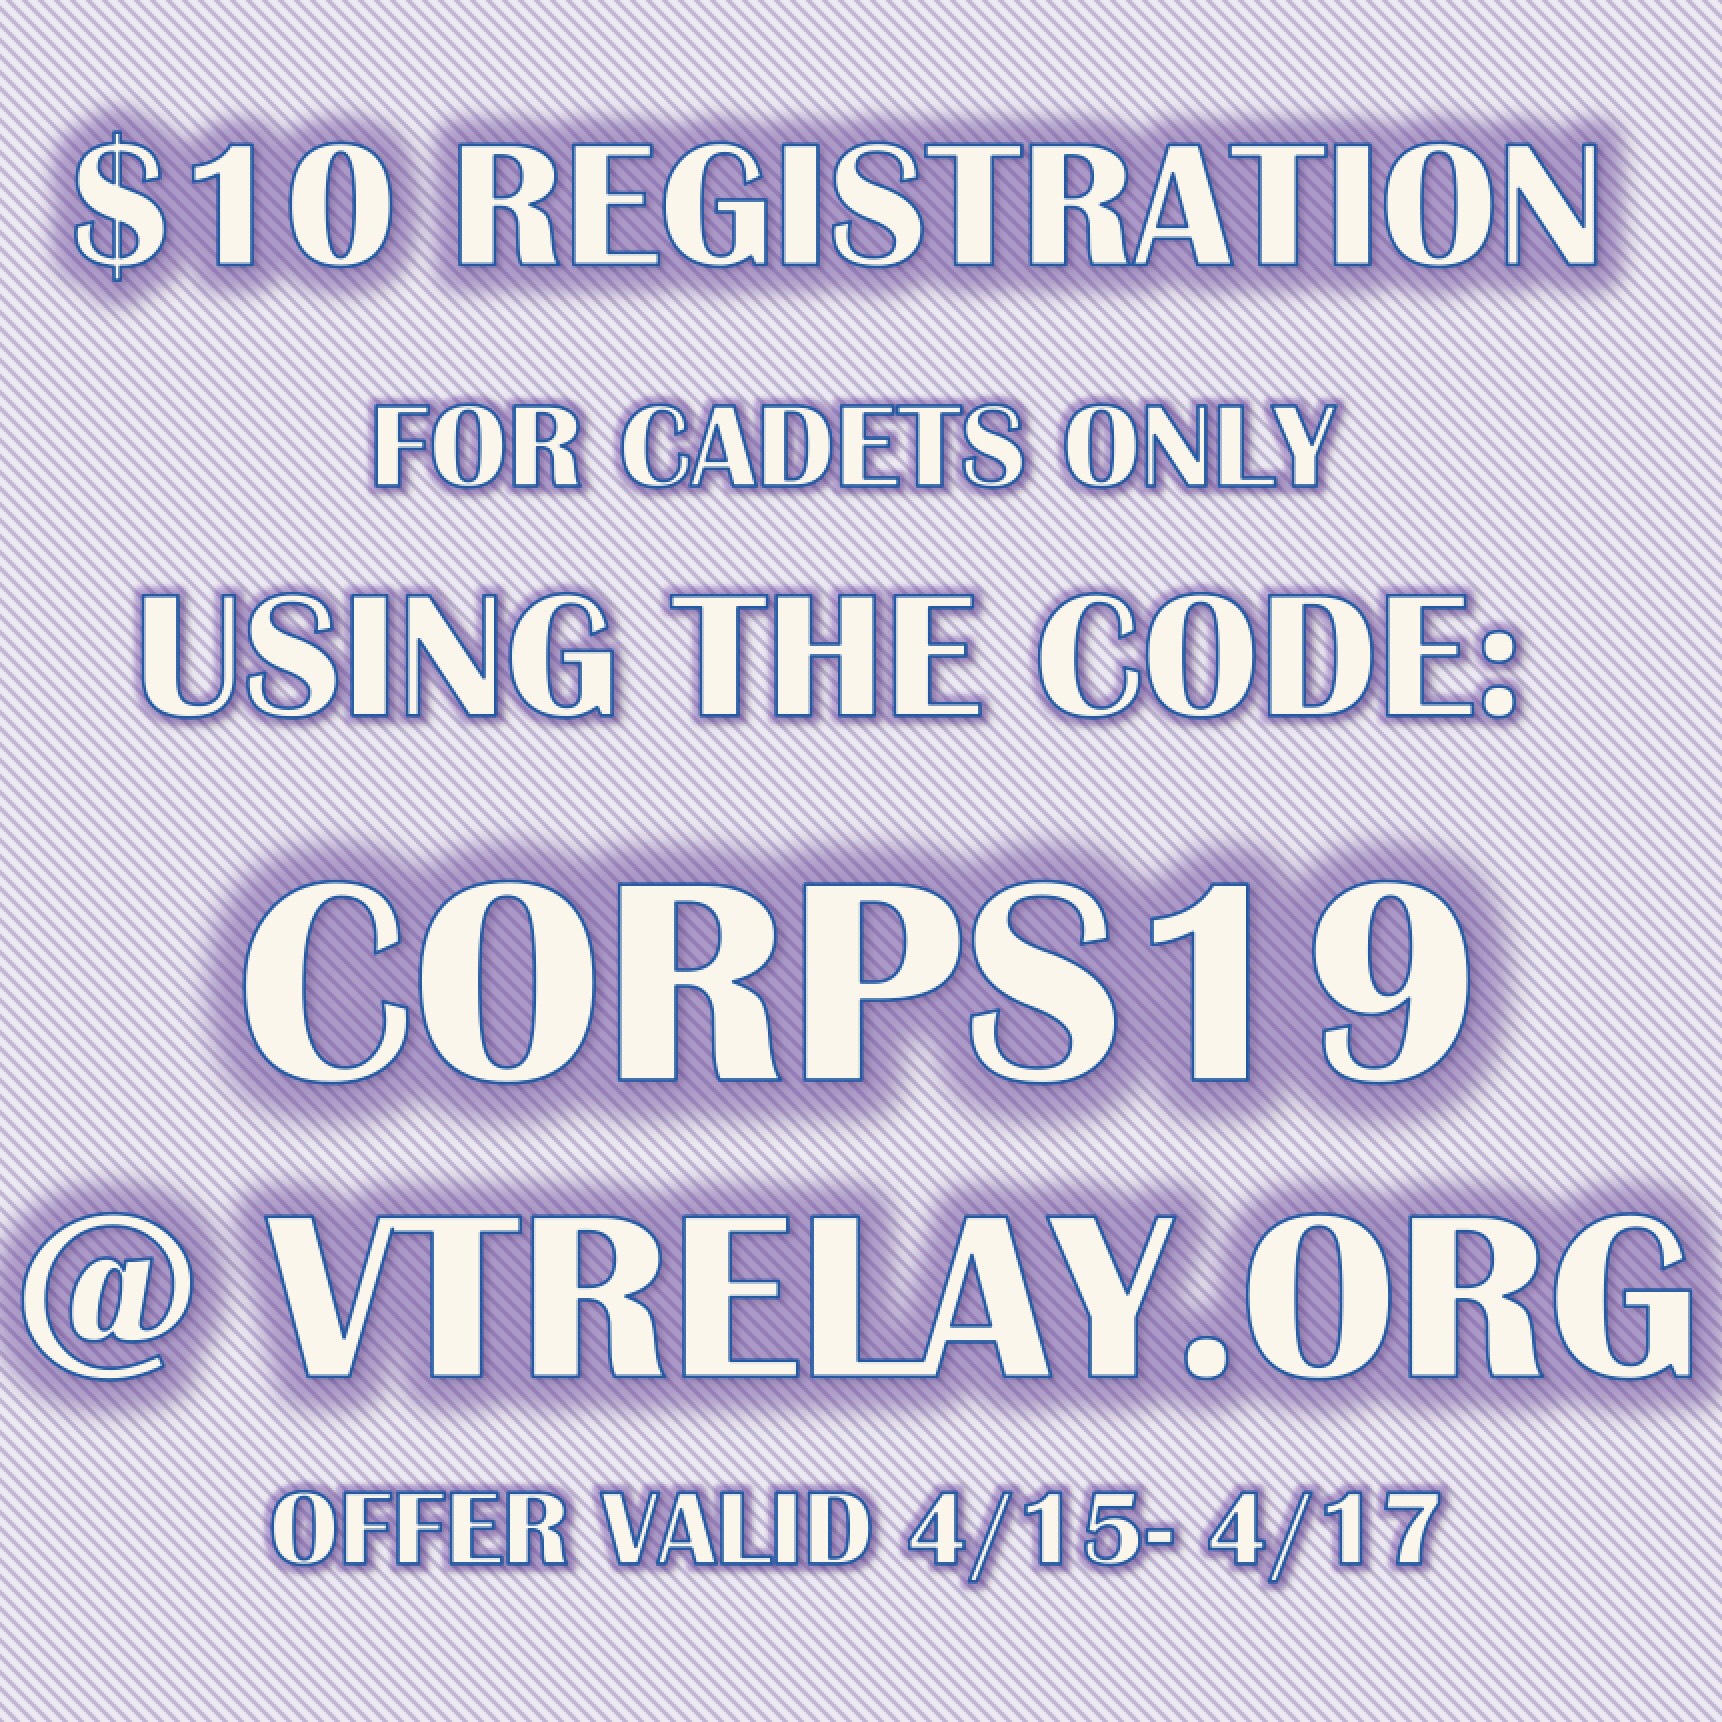 $10 REGISTRATION
FOR CADETS ONLY
USING THE CODE:
CORPS19
@ VTRELAY.ORG
OFFER VALID 4/15- 4/17